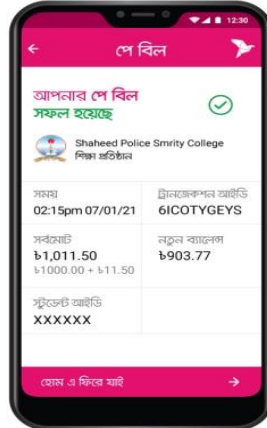 12:30
পে বিল
আপনার পে বিল
সফল হয়েছে
Shaheed Police Smrity College
শিক্ষা প্রতিষ্ঠান
সময়
ট্রানজেকশন আইডি
02:15pm 07/01/21
6ICOTYGEYS
সর্বমোট
নতুন ব্যালেন্স
৳1,011.50
৳903.77
৳1000.00 + ৳11.50
স্টুডেন্ট আইডি
XXXXXX
হোম এ ফিরে যাই